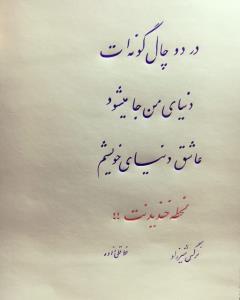 در دو چال گونه‌ات
دنیای من جا میشود
عاشق دنیای خویشم
لحظه خندیدنت !!
نرگس شیرزاد